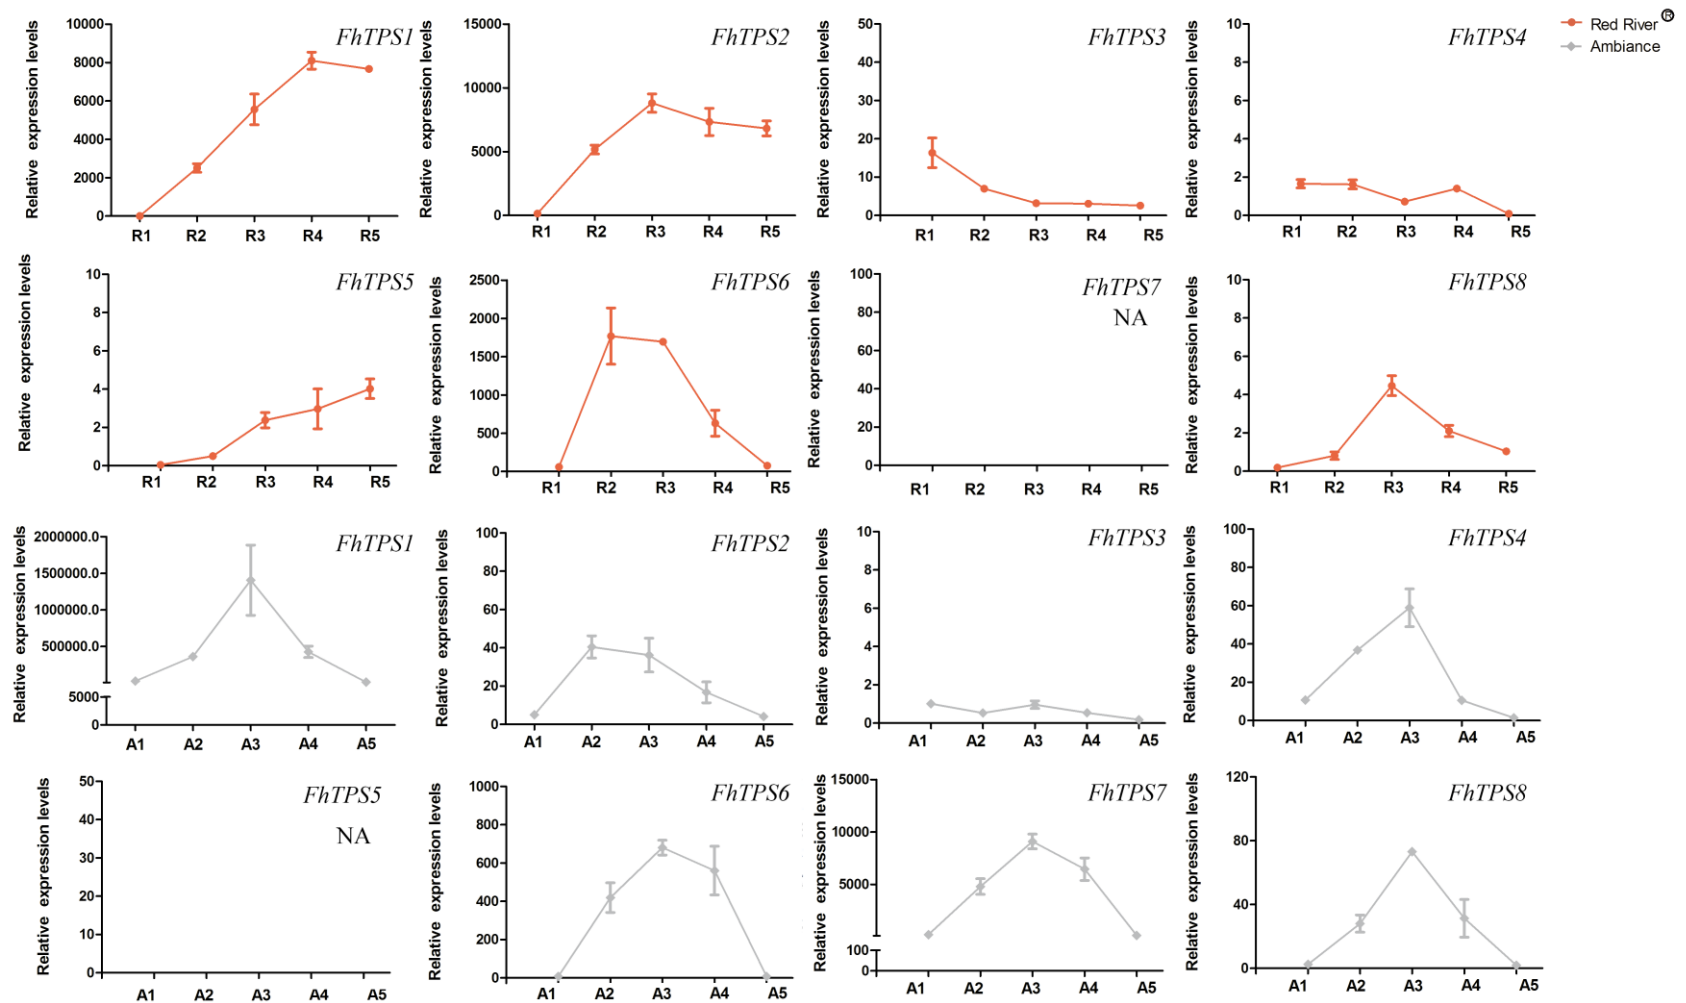 Relative expression levels
10000
8000
6000
4000
2000
0
FhTPS1
R1 R2 R3 R4 R5
Relative expression levels
15000
10000
5000
0
FhTPS2
R1 R2 R3 R4 R5
Relative expression levels
50
40
30
20
10
0
FhTPS3
R1 R2 R3 R4 R5
Relative expression levels
10
8
6
4
2
0
FhTPS4
R1 R2 R3 R4 R5
Red River ®
Ambiance
Relative expression levels
10
8
6
4
2
0
FhTPS5
R1 R2 R3 R4 R5
Relative expression levels
2500
2000
1500
1000
500
0
FhTPS6
R1 R2 R3 R4 R5
Relative expression levels
100
80
60
40
20
0
FhTPS7
NA
R1 R2 R3 R4 R5
Relative expression levels
10
8
6
4
2
0
FhTPS8
R1 R2 R3 R4 R5
Relative expression levels
2000000.0
1500000.0
1000000.0
500000.0
5000
0
FhTPS1
A1 A2 A3 A4 A5
Relative expression levels
100
80
60
40
20
0
FhTPS2
A1 A2 A3 A4 A5
Relative expression levels
10
8
6
4
2
0
FhTPS3
A1 A2 A3 A4 A5
Relative expression levels
100
80
60
40
20
0
FhTPS4
A1 A2 A3 A4 A5
Relative expression levels
50
40
30
20
10
0
FhTPS5
NA
A1 A2 A3 A4 A5
Relative expression levels
1000
800
600
400
200
0
FhTPS6
A1 A2 A3 A4 A5
Relative expression levels
15000
10000
5000
100
0
FhTPS7
A1 A2 A3 A4 A5
Relative expression levels
120
80
40
0
FhTPS8
A1 A2 A3 A4 A5